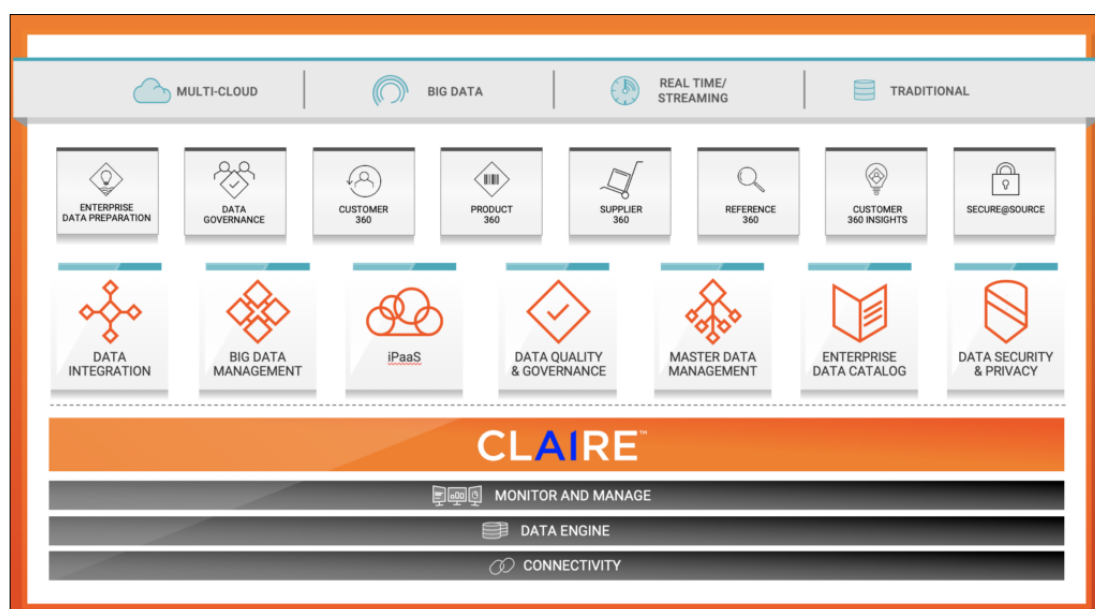 MULTI-CLOUD
BIG DATA
REAL TIME/
STREAMING
TRADITIONAL
ENTERPRISE
DATA PREPARATION
DATA
GOVERNANCE
CUSTOMER
360
PRODUCT
360
SUPPLIER
360
REFERENCE
360
CUSTOMER
360 INSIGHTS
SECURE@SOURCE
DATA
INTEGRATION
BIG DATA
MANAGEMENT
iPaaS
DATA QUALITY
& GOVERNANCE
MASTER DATA
MANAGEMENT
ENTERPRISE
DATA CATALOG
DATA SECURITY
& PRIVACY
CLAIRE™
MONITOR AND MANAGE
DATA ENGINE
CONNECTIVITY